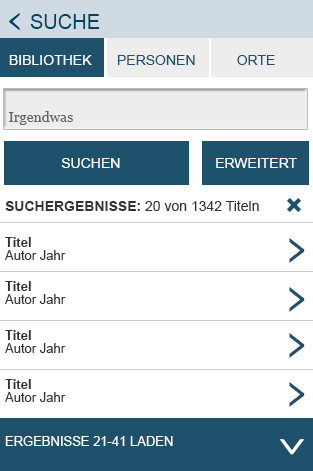 SUCHE
BIBLIOTHEK PERSONEN ORTE
Irgendwas
SUCHEN ERWEITERT
SUCHERGEBNISSE: 20 von 1342 Titeln
Titel
Autor Jahr
Titel
Autor Jahr
Titel
Autor Jahr
Titel
Autor Jahr
ERGEBNISSE 21-41 LADEN